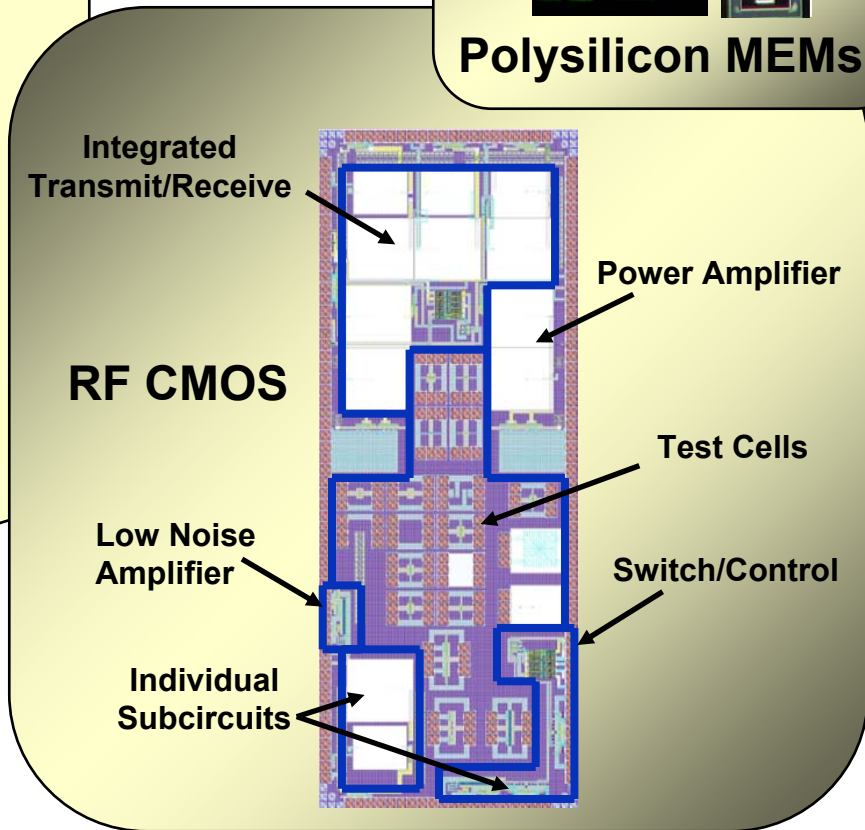 Polysilicon MEMs
Integrated
Transmit/Receive
Power Amplifier
RF CMOS
Test Cells
Low Noise
Amplifier
Switch/Control
Individual
Subcircuits